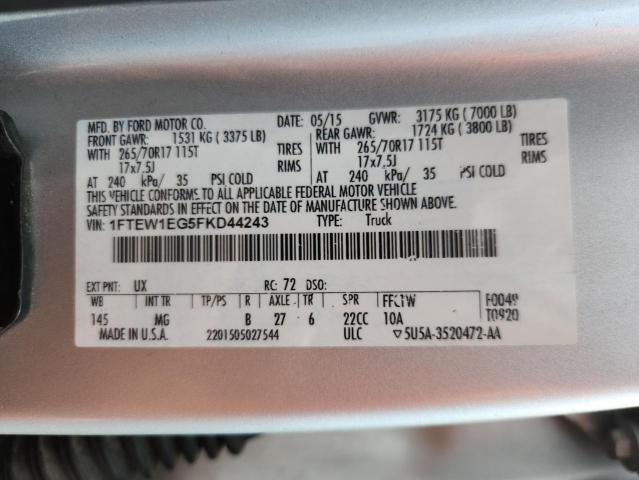 MFD. BY FORD MOTOR CO. DATE: 05/15 GVWR: 3175 KG ( 7000 LB)
FRONT GAWR: 1531 KG ( 3375 LB) REAR GAWR: 1724 KG ( 3800 LB)
WITH 265/70R17 115T TIRES WITH 265/70R17 115T TIRES
17x7.5J RIMS 17x7.5J RIMS
AT 240 kPa/ 35 PSI COLD AT 240 kPa/ 35 PSI COLD
THIS VEHICLE CONFORMS TO ALL APPLICABLE FEDERAL MOTOR VEHICLE
SAFETY STANDARDS IN EFFECT ON THE DATE OF MANUFACTURE SHOWN ABOVE.
VIN: 1FTEW1EG5FKD44243 TYPE: Truck
EXT PNT: UX RC: 72 DSO:
WB INT TR TP/PS R AXLE TR SPR
145 MG B 27 6 22CC 10A
MADE IN U.S.A. 2201505027544 ULC ▽5U5A-3520472-AA